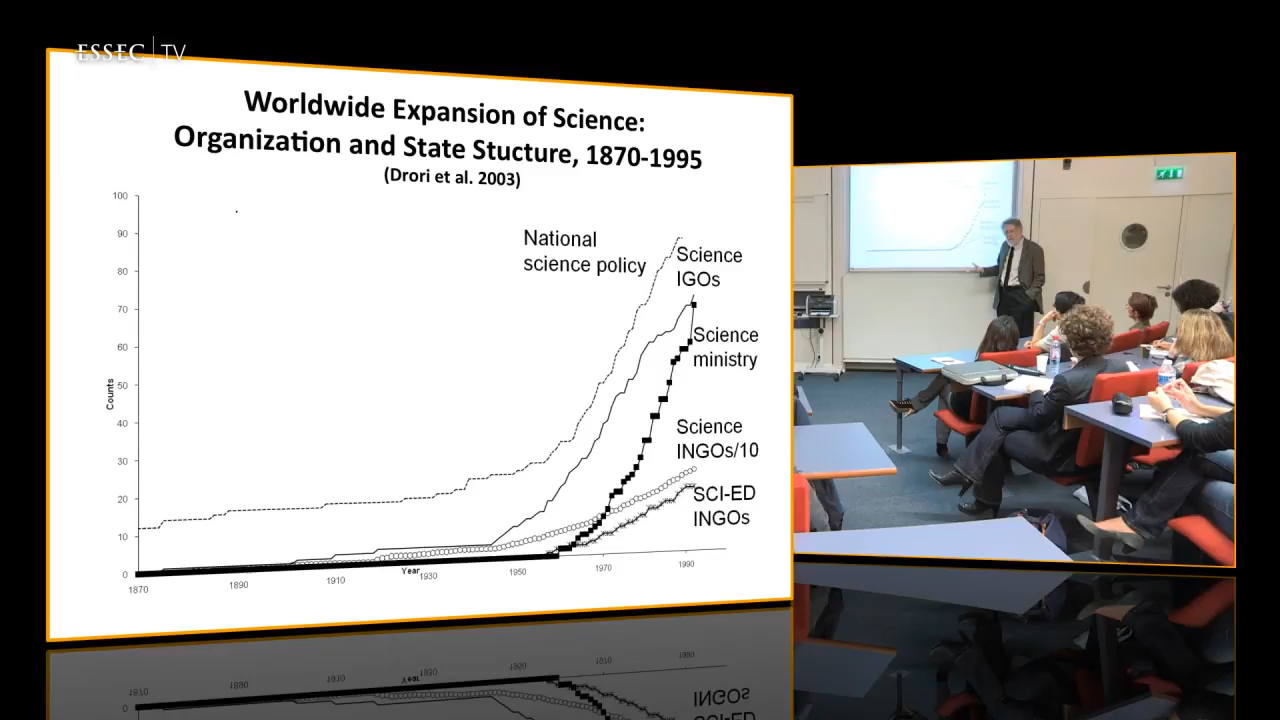 ESSEC | TV
Worldwide Expansion of Science:
Organization and State Stucture, 1870-1995
(Drori et al. 2003)
100
90
80
70
60
50
40
30
20
10
0
Counts
National
science policy
Science
IGOs
Science
ministry
Science
INGOs/10
SCI-ED
INGOs
Year
1870
1890
1910
1930
1950
1970
1990